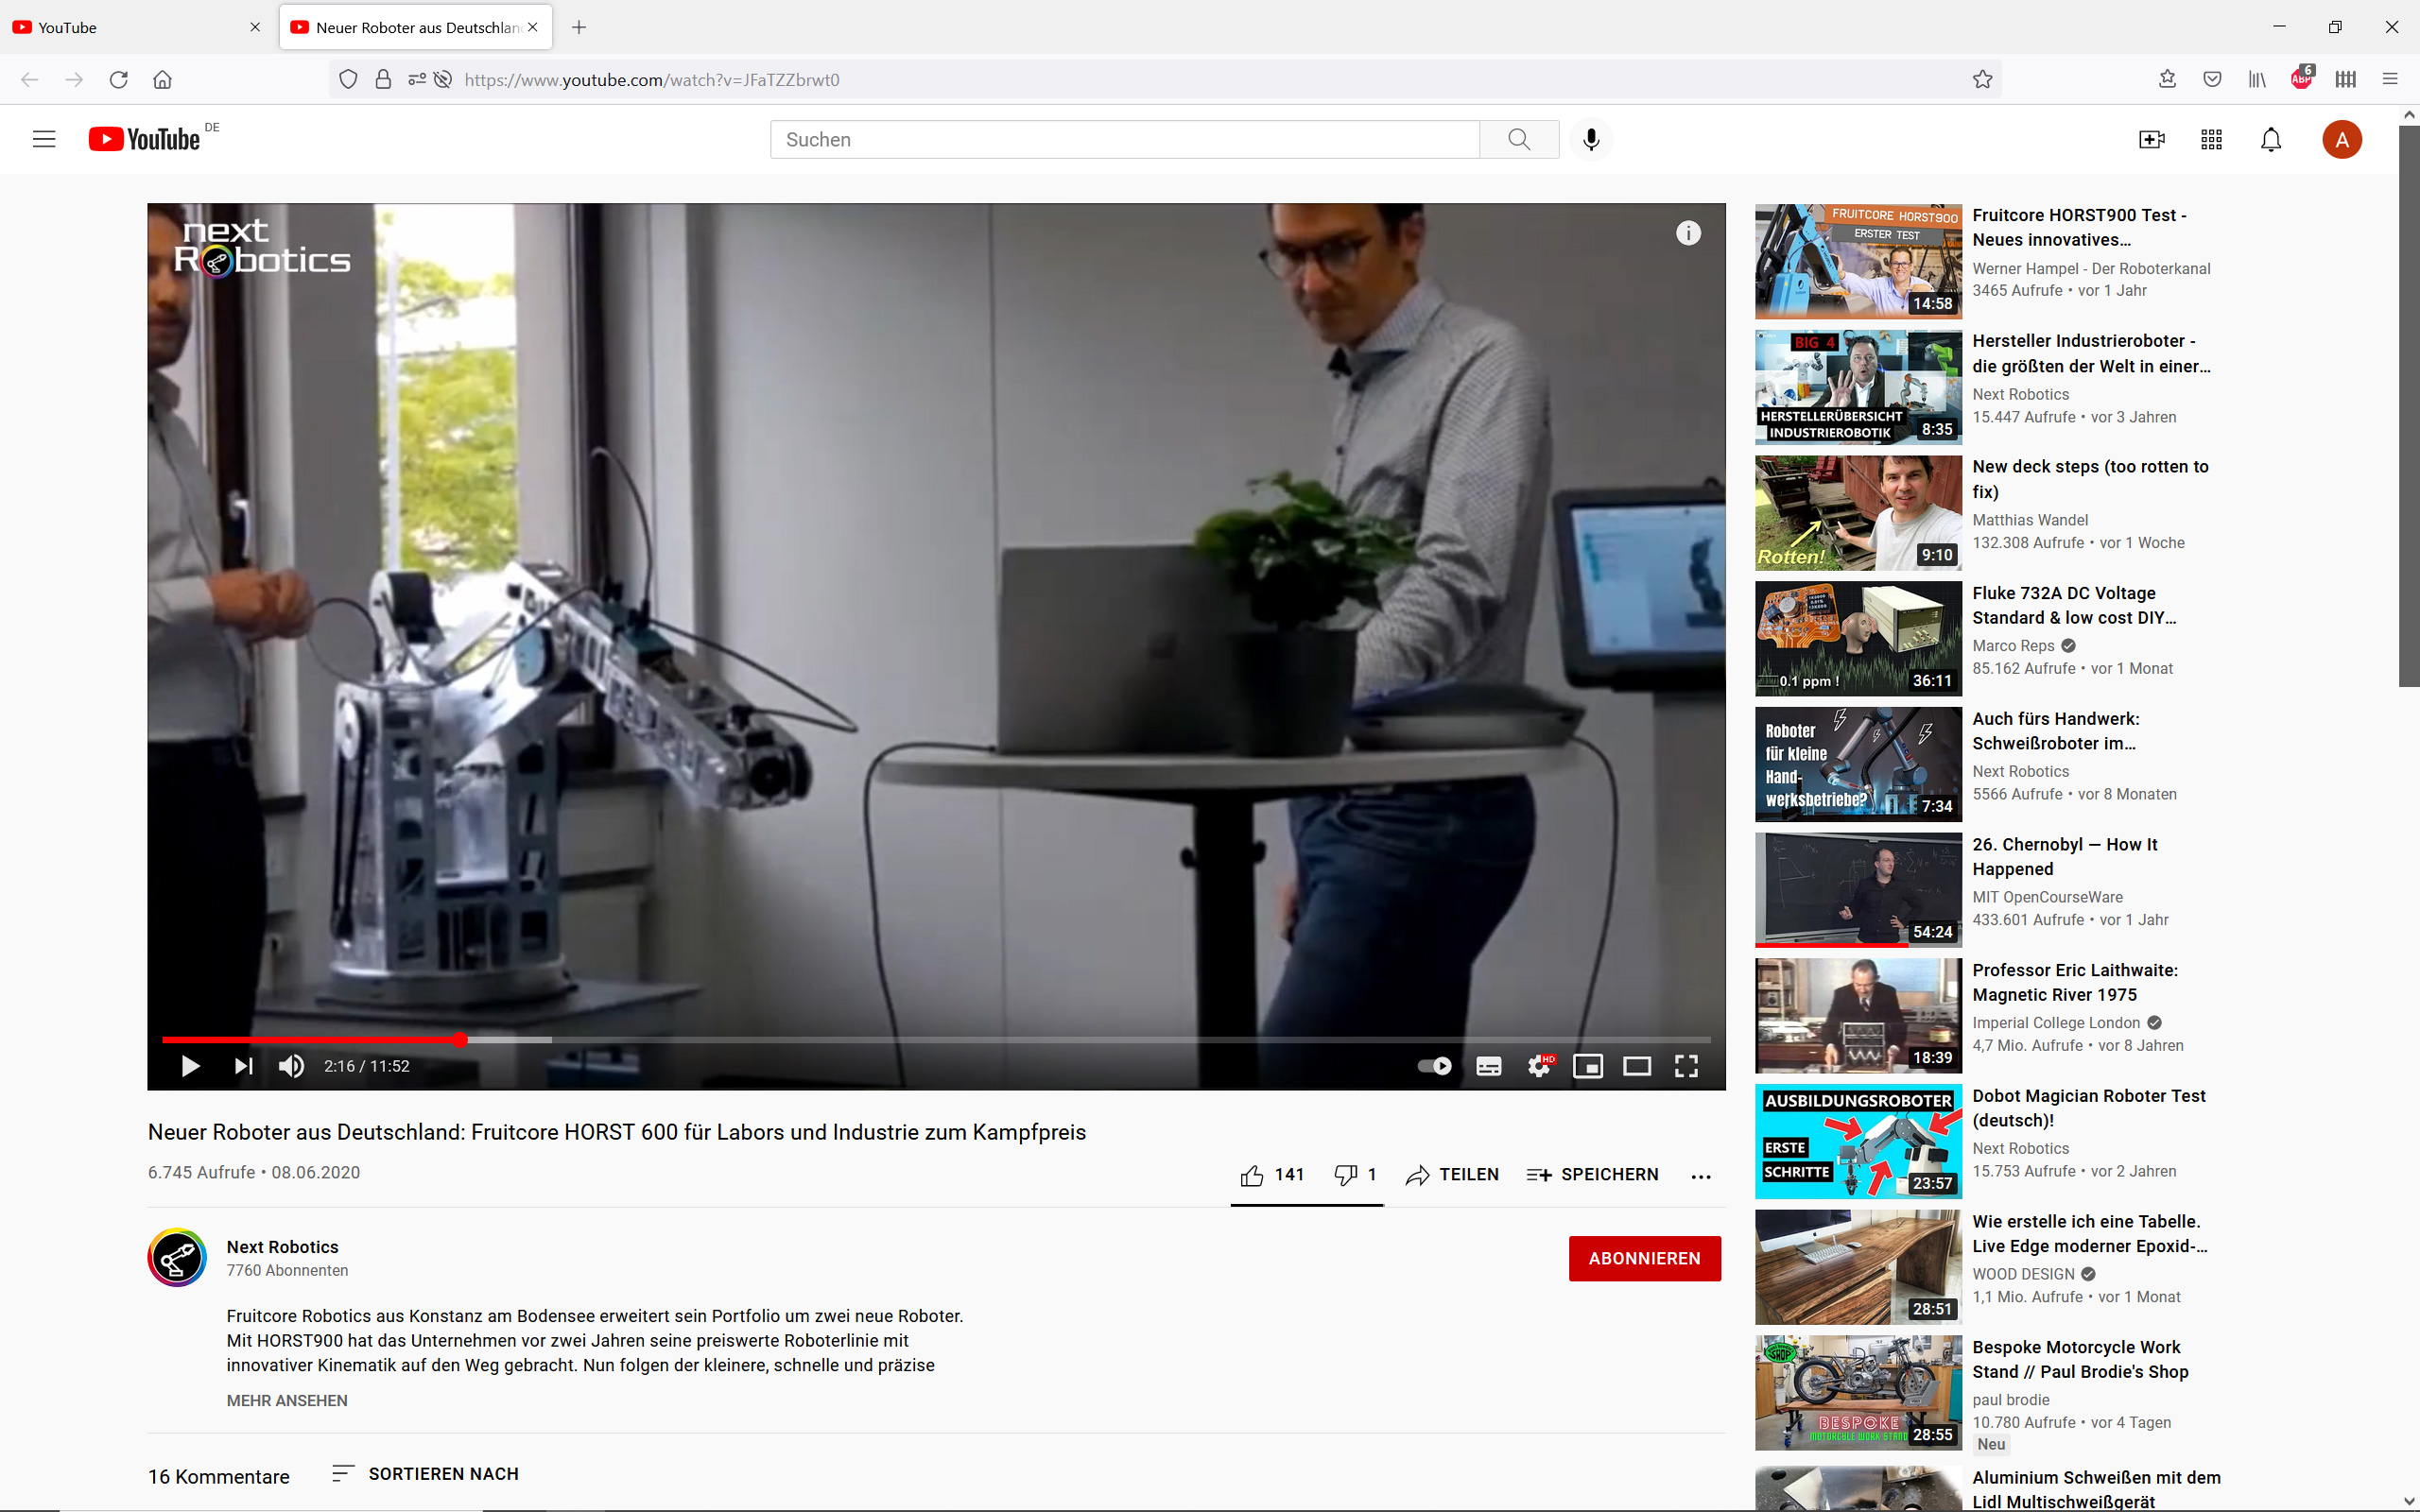 YouTube
Neuer Roboter aus Deutschlan
https://www.youtube.com/watch?v=JFaTZZbrwt0
6
ABP
YouTube DE
Suchen
A
next
Robotics
2:16 / 11:52
HD
Neuer Roboter aus Deutschland: Fruitcore HORST 600 für Labors und Industrie zum Kampfpreis
6.745 Aufrufe • 08.06.2020
141
1
TEILEN
SPEICHERN
Next Robotics
7760 Abonnenten
ABONNIEREN
Fruitcore Robotics aus Konstanz am Bodensee erweitert sein Portfolio um zwei neue Roboter.
Mit HORST900 hat das Unternehmen vor zwei Jahren seine preiswerte Roboterlinie mit
innovativer Kinematik auf den Weg gebracht. Nun folgen der kleinere, schnelle und präzise
MEHR ANSEHEN
16 Kommentare
SORTIEREN NACH
FRUITCORE HORST900
ERSTER TEST
14:58
Fruitcore HORST900 Test -
Neues innovatives…
Werner Hampel - Der Roboterkanal
3465 Aufrufe • vor 1 Jahr
BIG 4
HERSTELLERÜBERSICHT
INDUSTRIEROBOTIK
8:35
Hersteller Industrieroboter -
die größten der Welt in einer…
Next Robotics
15.447 Aufrufe • vor 3 Jahren
Rotten!
9:10
New deck steps (too rotten to
fix)
Matthias Wandel
132.308 Aufrufe • vor 1 Woche
0.1 ppm !
36:11
Fluke 732A DC Voltage
Standard & low cost DIY…
Marco Reps
85.162 Aufrufe • vor 1 Monat
Roboter
für kleine
Hand-
werksbetriebe?
7:34
Auch fürs Handwerk:
Schweißroboter im…
Next Robotics
5566 Aufrufe • vor 8 Monaten
54:24
26. Chernobyl — How It
Happened
MIT OpenCourseWare
433.601 Aufrufe • vor 1 Jahr
18:39
Professor Eric Laithwaite:
Magnetic River 1975
Imperial College London
4,7 Mio. Aufrufe • vor 8 Jahren
AUSBILDUNGSROBOTER
ERSTE
SCHRITTE
23:57
Dobot Magician Roboter Test
(deutsch)!
Next Robotics
15.753 Aufrufe • vor 2 Jahren
28:51
Wie erstelle ich eine Tabelle.
Live Edge moderner Epoxid-…
WOOD DESIGN
1,1 Mio. Aufrufe • vor 1 Monat
SHOP
BESPOKE
MOTORCYCLE WORK STAND
28:55
Bespoke Motorcycle Work
Stand // Paul Brodie's Shop
paul brodie
10.780 Aufrufe • vor 4 Tagen
Neu
Aluminium Schweißen mit dem
Lidl Multischweißgerät